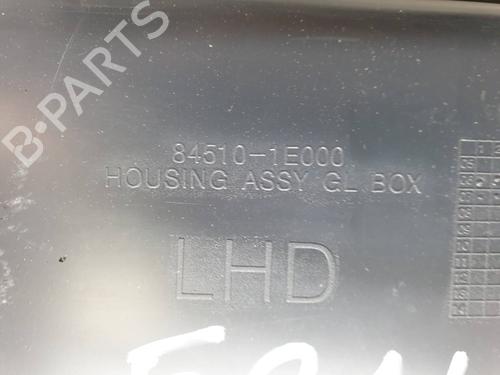 B-PARTS
84510-1E000
HOUSING ASSY GL BOX
LHD